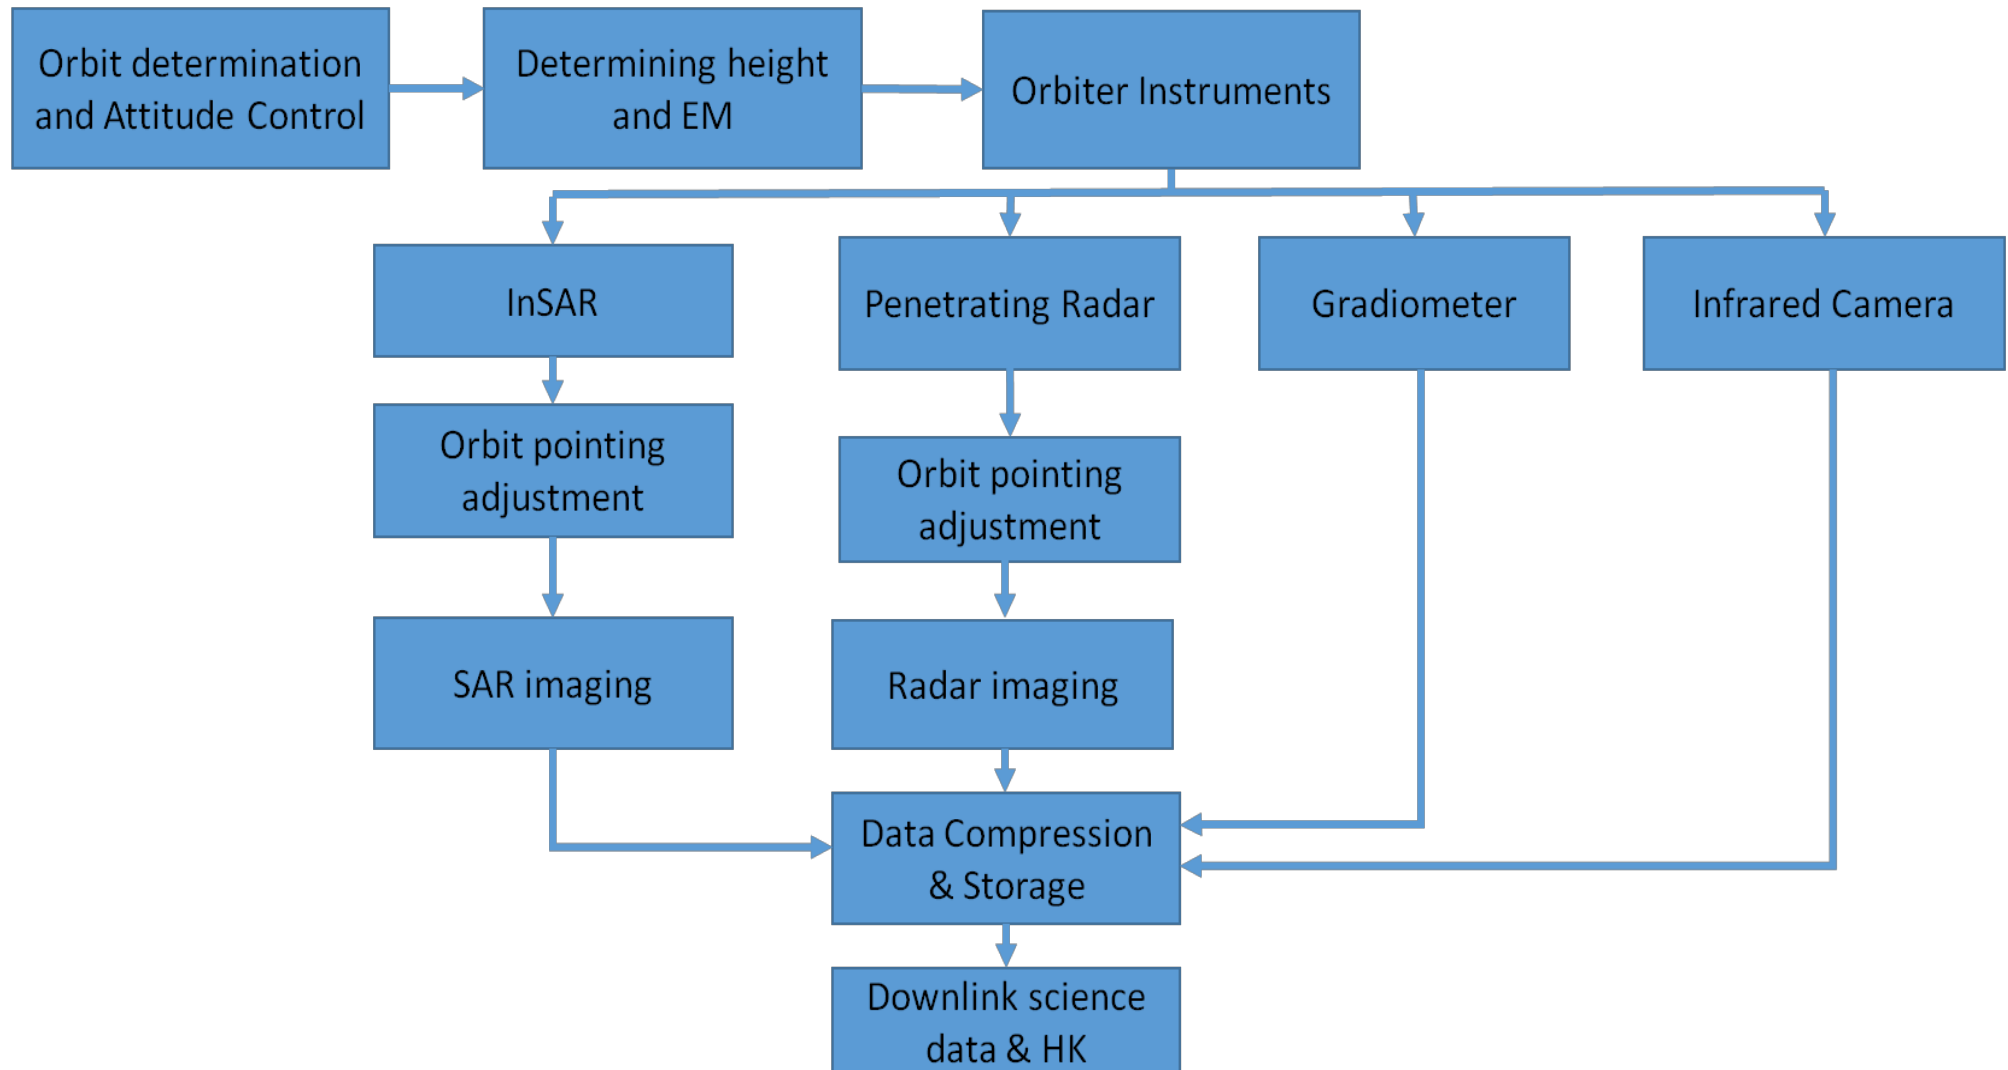 Orbit determination
and Attitude Control
Determining height
and EM
Orbiter Instruments
InSAR
Penetrating Radar
Gradiometer
Infrared Camera
Orbit pointing
adjustment
Orbit pointing
adjustment
SAR imaging
Radar imaging
Data Compression
& Storage
Downlink science
data & HK